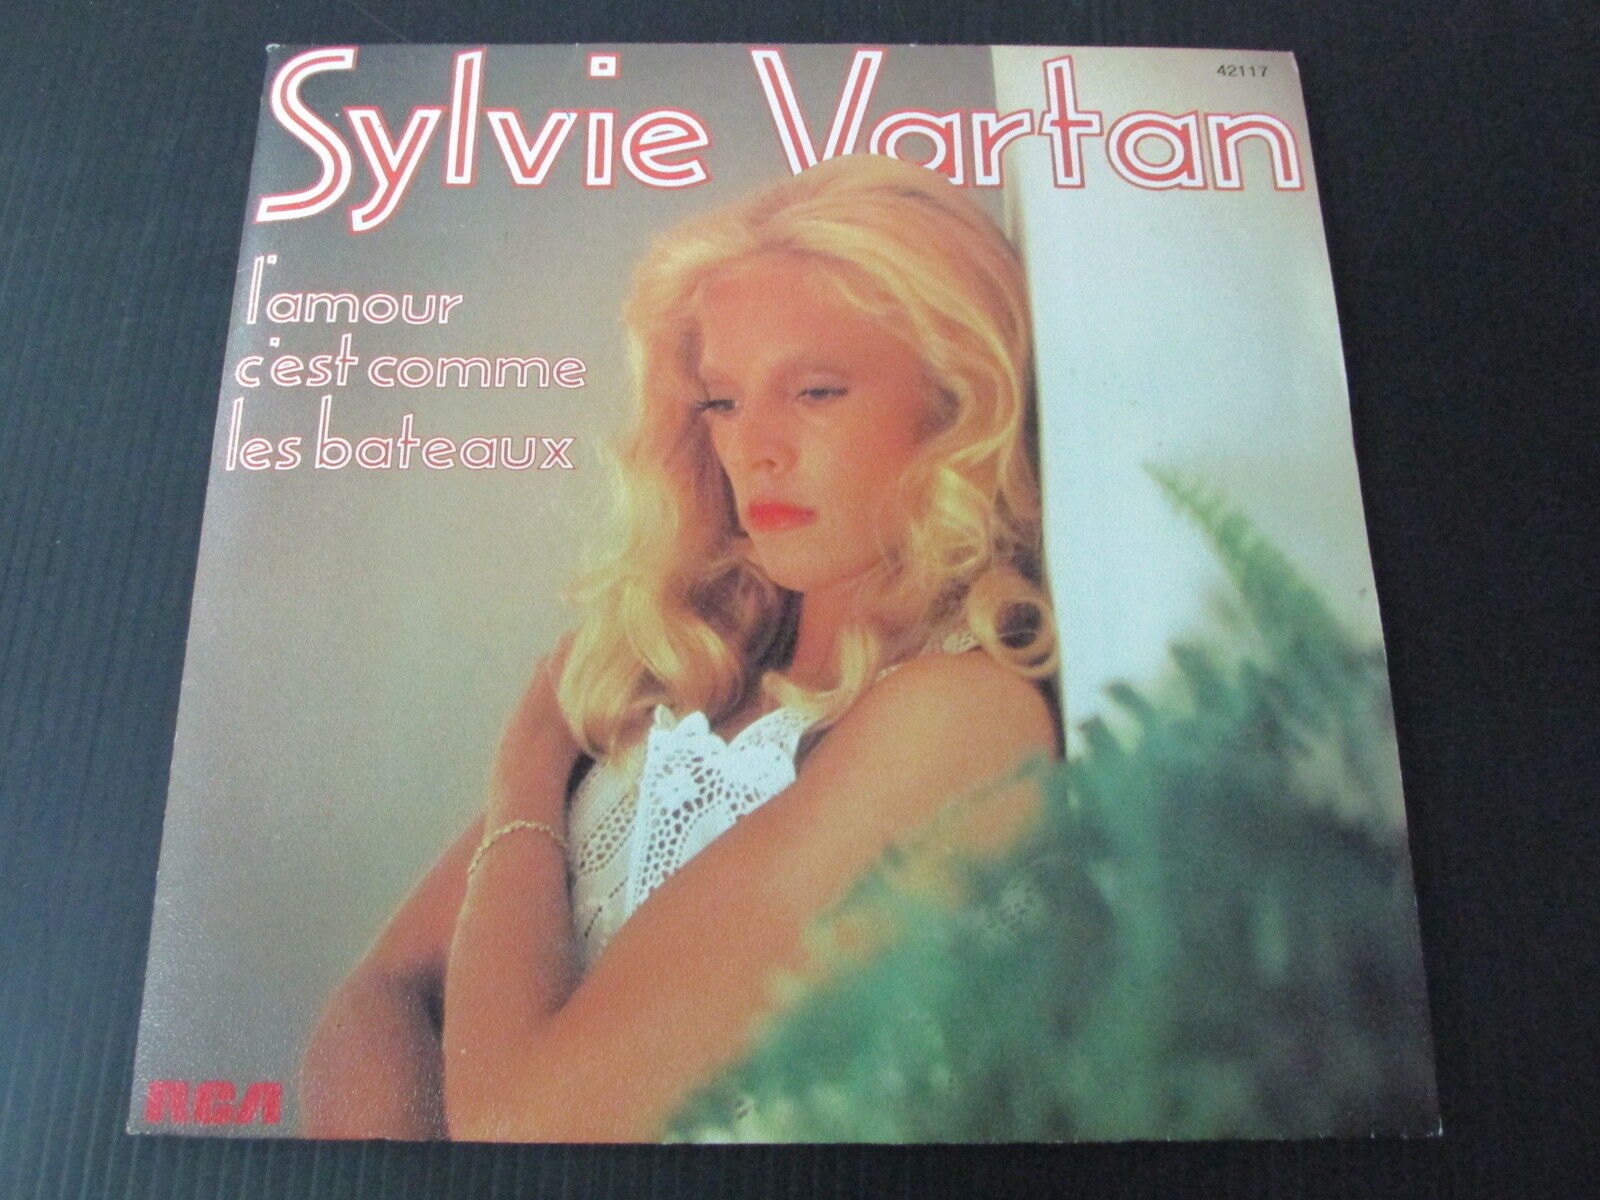 Sylvie Vartan
42117
l'amour
c'est comme
les bateaux
RCA